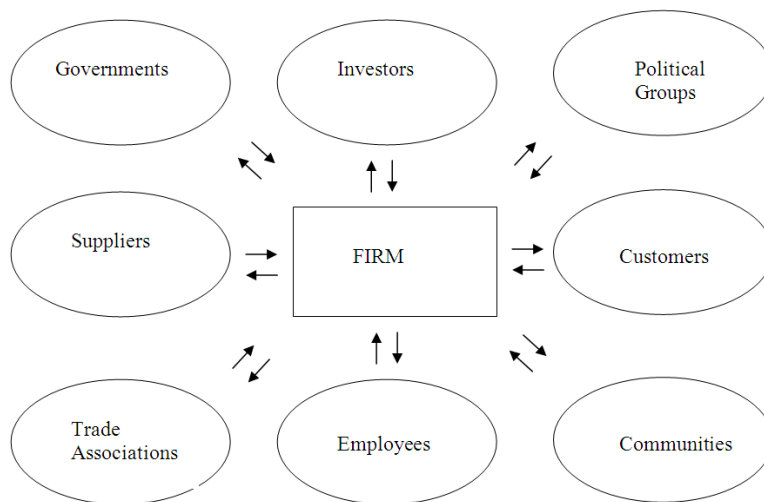 Governments
Investors
Political
Groups
Suppliers
FIRM
Customers
Trade
Associations
Employees
Communities